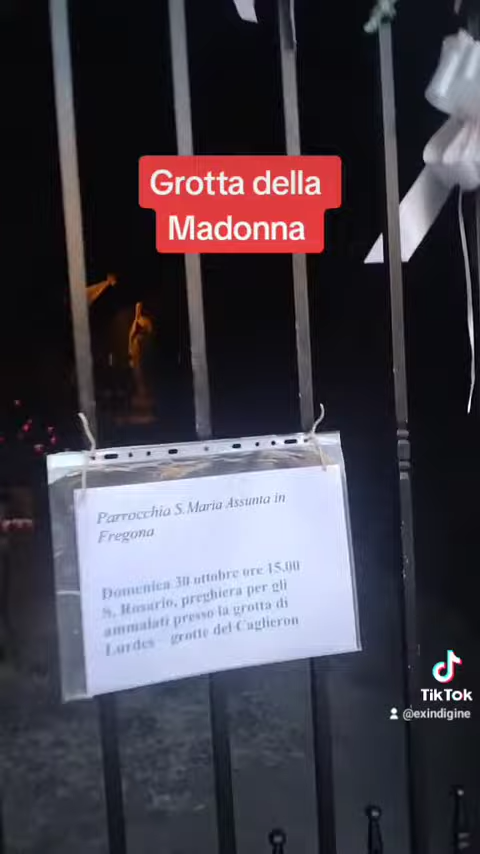 Grotta della
Madonna
Parrocchia S.Maria Assunta in
Fregona
Domenica 30 ottobre ore 15.00
S. Rosario, preghiera per gli
ammalati presso la grotta di
Lurdes grotte del Caglieron
TikTok
@exindigine